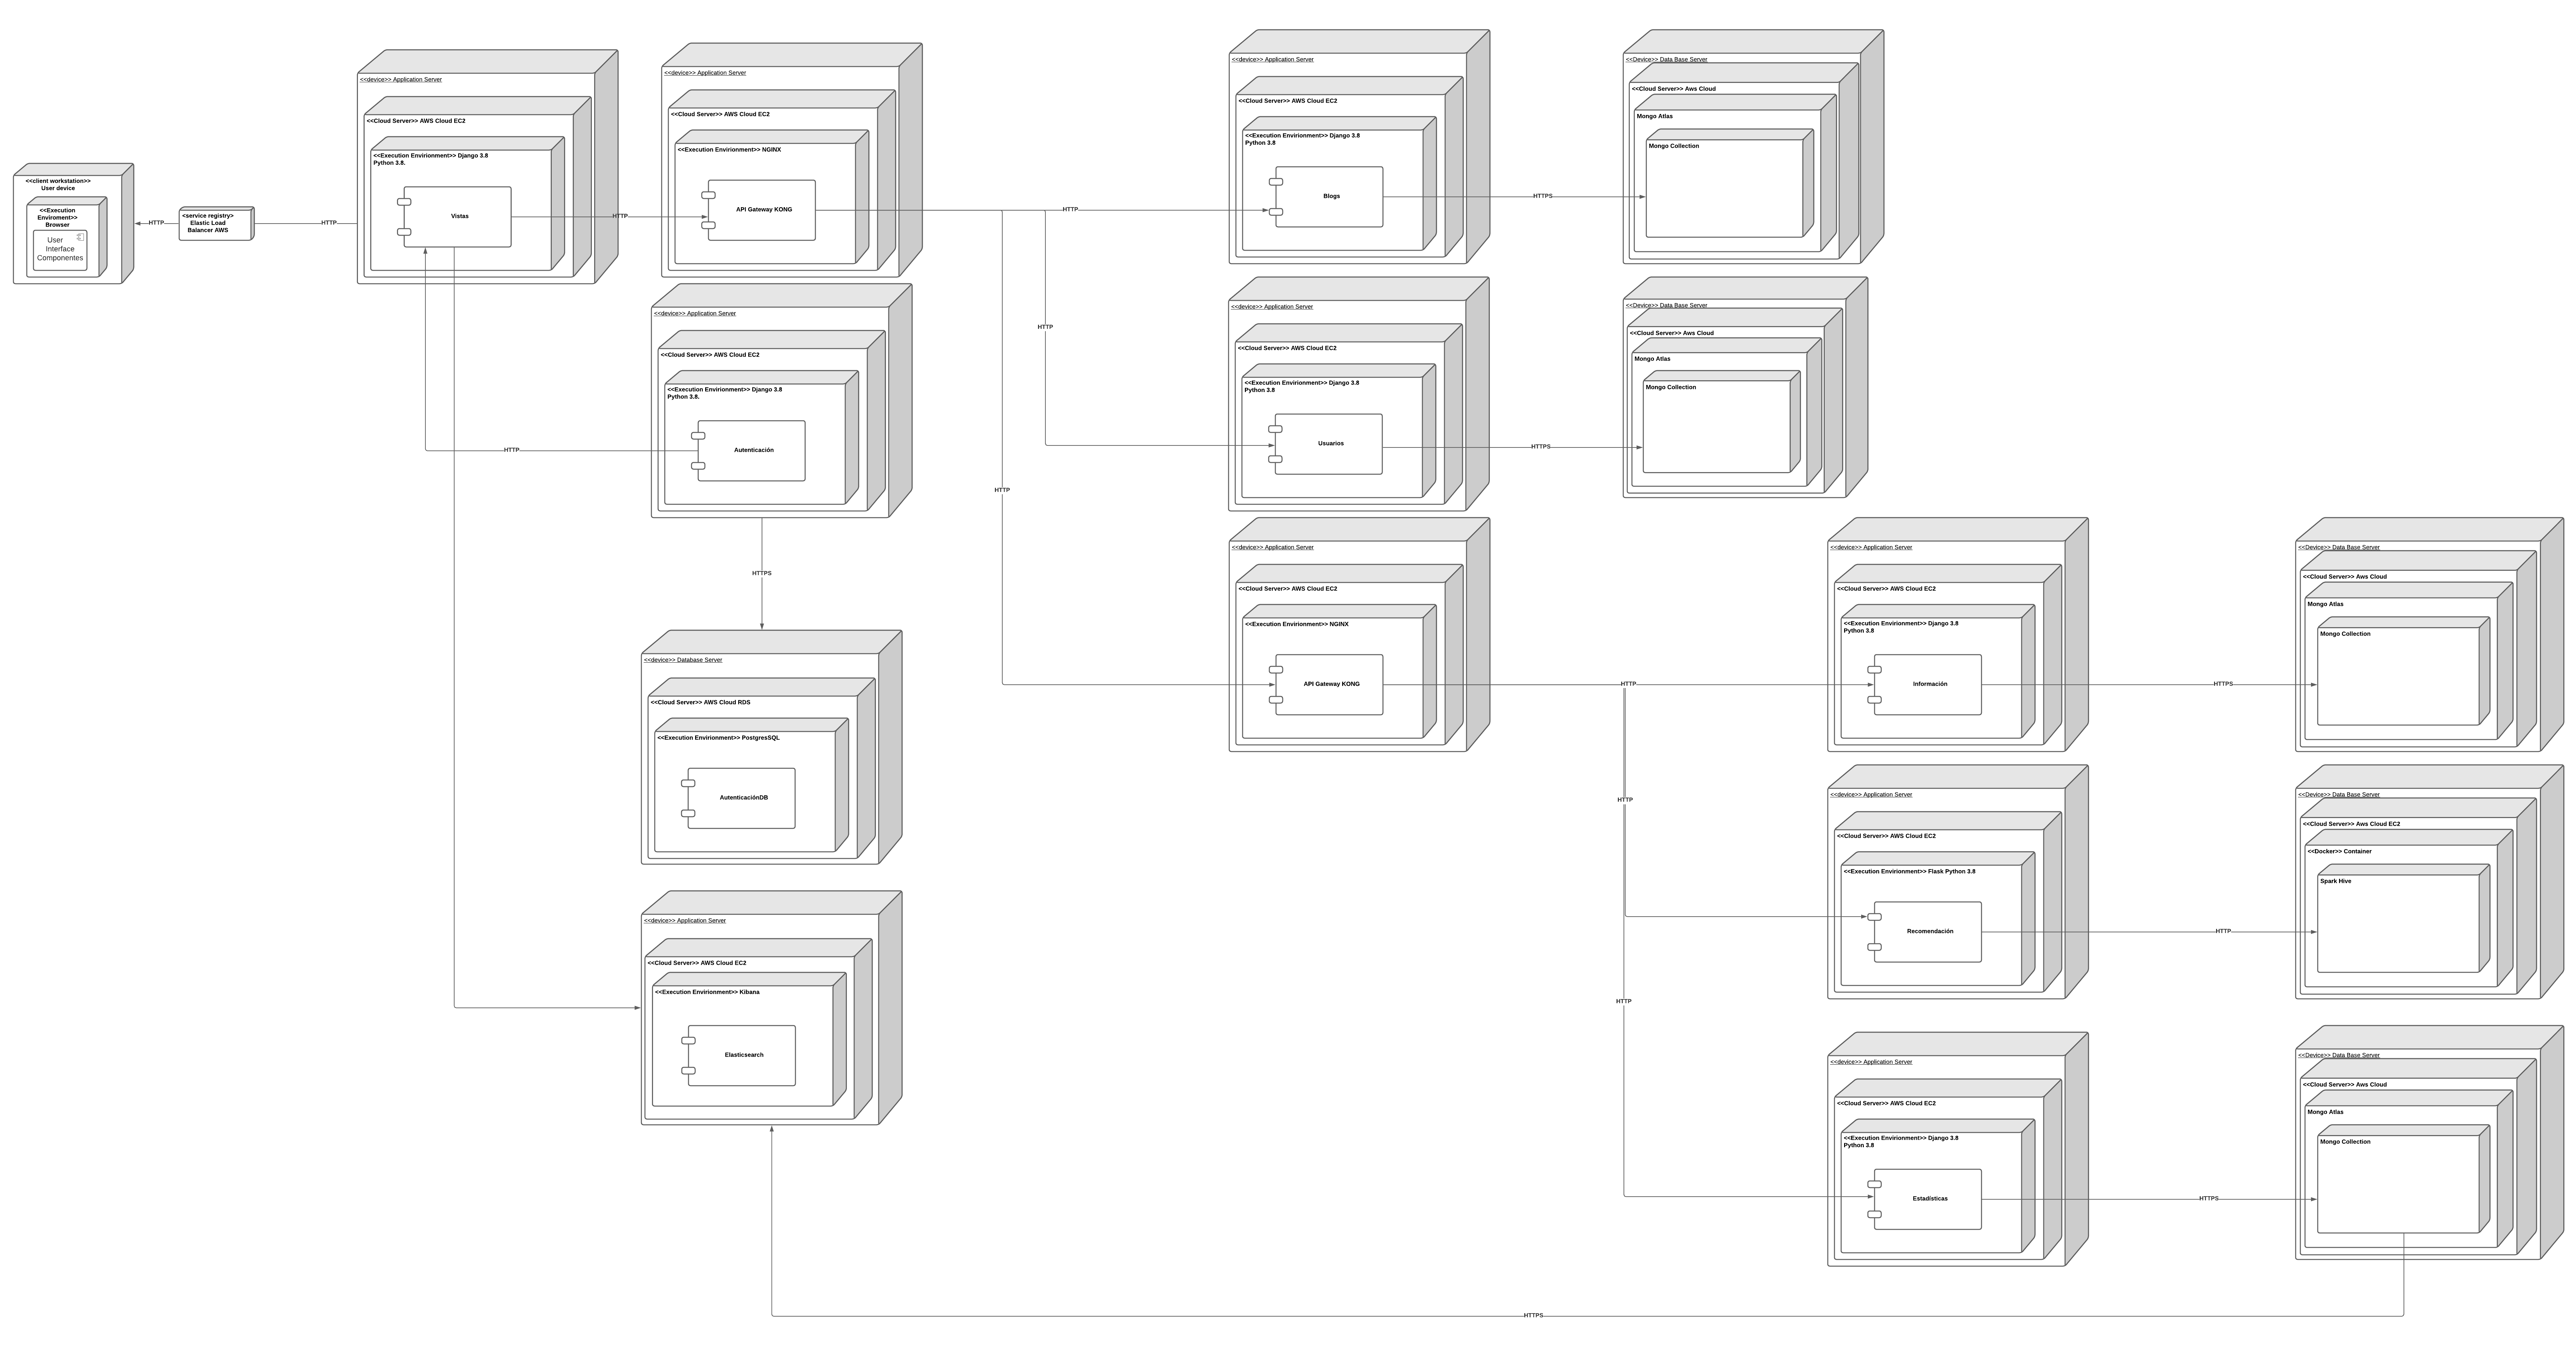 <<client workstation>>
User device
<<Execution
Enviroment>>
Browser
User
Interface
Componentes
HTTP
<service registry>
Elastic Load
Balancer AWS
HTTP
<<device>> Application Server
<<Cloud Server>> AWS Cloud EC2
<<Execution Envirionment>> Django 3.8
Python 3.8.
Vistas
HTTP
<<device>> Application Server
<<Cloud Server>> AWS Cloud EC2
<<Execution Envirionment>> NGINX
API Gateway KONG
HTTP
<<device>> Application Server
<<Cloud Server>> AWS Cloud EC2
<<Execution Envirionment>> Django 3.8
Python 3.8
Blogs
HTTPS
<<Device>> Data Base Server
<<Cloud Server>> Aws Cloud
Mongo Atlas
Mongo Collection
<<device>> Application Server
<<Cloud Server>> AWS Cloud EC2
<<Execution Envirionment>> Django 3.8
Python 3.8.
Autenticación
HTTP
HTTP
<<device>> Application Server
<<Cloud Server>> AWS Cloud EC2
<<Execution Envirionment>> Django 3.8
Python 3.8
Usuarios
HTTPS
<<Device>> Data Base Server
<<Cloud Server>> Aws Cloud
Mongo Atlas
Mongo Collection
HTTP
HTTPS
<<device>> Application Server
<<Cloud Server>> AWS Cloud EC2
<<Execution Envirionment>> NGINX
API Gateway KONG
HTTP
<<device>> Application Server
<<Cloud Server>> AWS Cloud EC2
<<Execution Envirionment>> Django 3.8
Python 3.8
Información
HTTPS
<<Device>> Data Base Server
<<Cloud Server>> Aws Cloud
Mongo Atlas
Mongo Collection
<<device>> Database Server
<<Cloud Server>> AWS Cloud RDS
<<Execution Envirionment>> PostgresSQL
AutenticaciónDB
HTTP
<<device>> Application Server
<<Cloud Server>> AWS Cloud EC2
<<Execution Envirionment>> Flask Python 3.8
Recomendación
HTTP
<<Device>> Data Base Server
<<Cloud Server>> Aws Cloud EC2
<<Docker>> Container
Spark Hive
<<device>> Application Server
<<Cloud Server>> AWS Cloud EC2
<<Execution Envirionment>> Kibana
Elasticsearch
HTTP
<<device>> Application Server
<<Cloud Server>> AWS Cloud EC2
<<Execution Envirionment>> Django 3.8
Python 3.8
Estadísticas
HTTPS
<<Device>> Data Base Server
<<Cloud Server>> Aws Cloud
Mongo Atlas
Mongo Collection
HTTPS